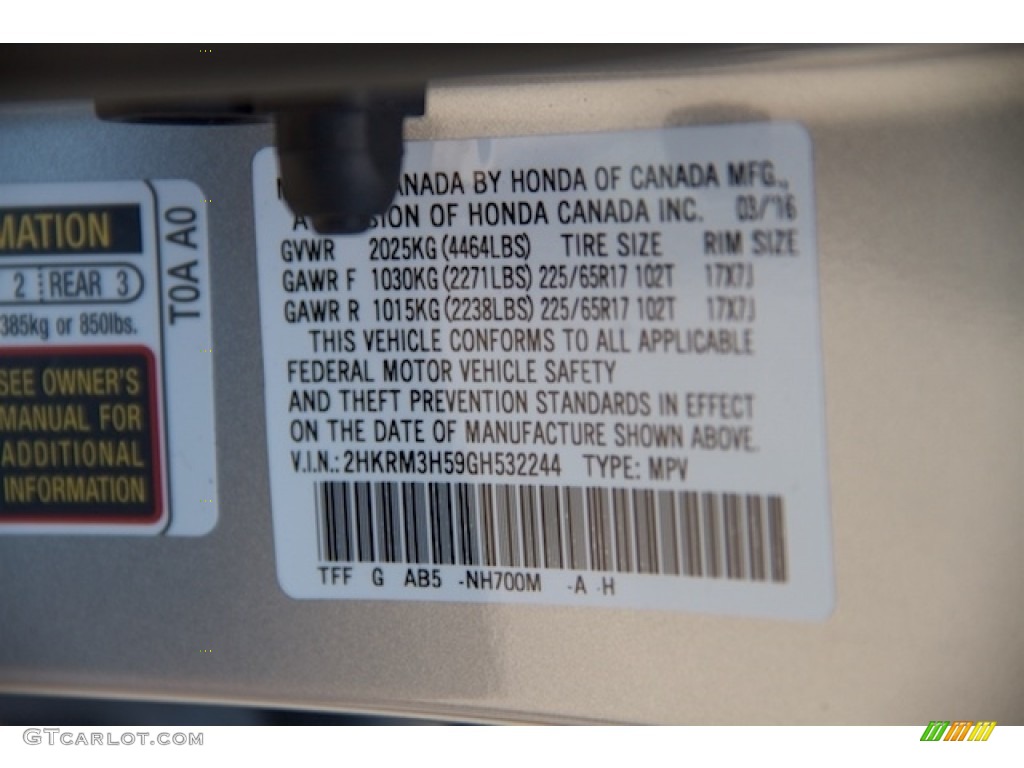 MATION
2 REAR 3
385kg or 850lbs.
SEE OWNER'S
MANUAL FOR
ADDITIONAL
INFORMATION
T0A A0
ANADA BY HONDA OF CANADA MFG.,
A SION OF HONDA CANADA INC. 03/'16
GVWR 2025KG (4464LBS) TIRE SIZE RIM SIZE
GAWR F 1030KG (2271LBS) 225/65R17 102T 17X7J
GAWR R 1015KG (2238LBS) 225/65R17 102T 17X7J
THIS VEHICLE CONFORMS TO ALL APPLICABLE
FEDERAL MOTOR VEHICLE SAFETY
AND THEFT PREVENTION STANDARDS IN EFFECT
ON THE DATE OF MANUFACTURE SHOWN ABOVE.
V.I.N.: 2HKRM3H59GH532244 TYPE: MPV
TFF G AB5 -NH700M -A -H
GTCarlot.com